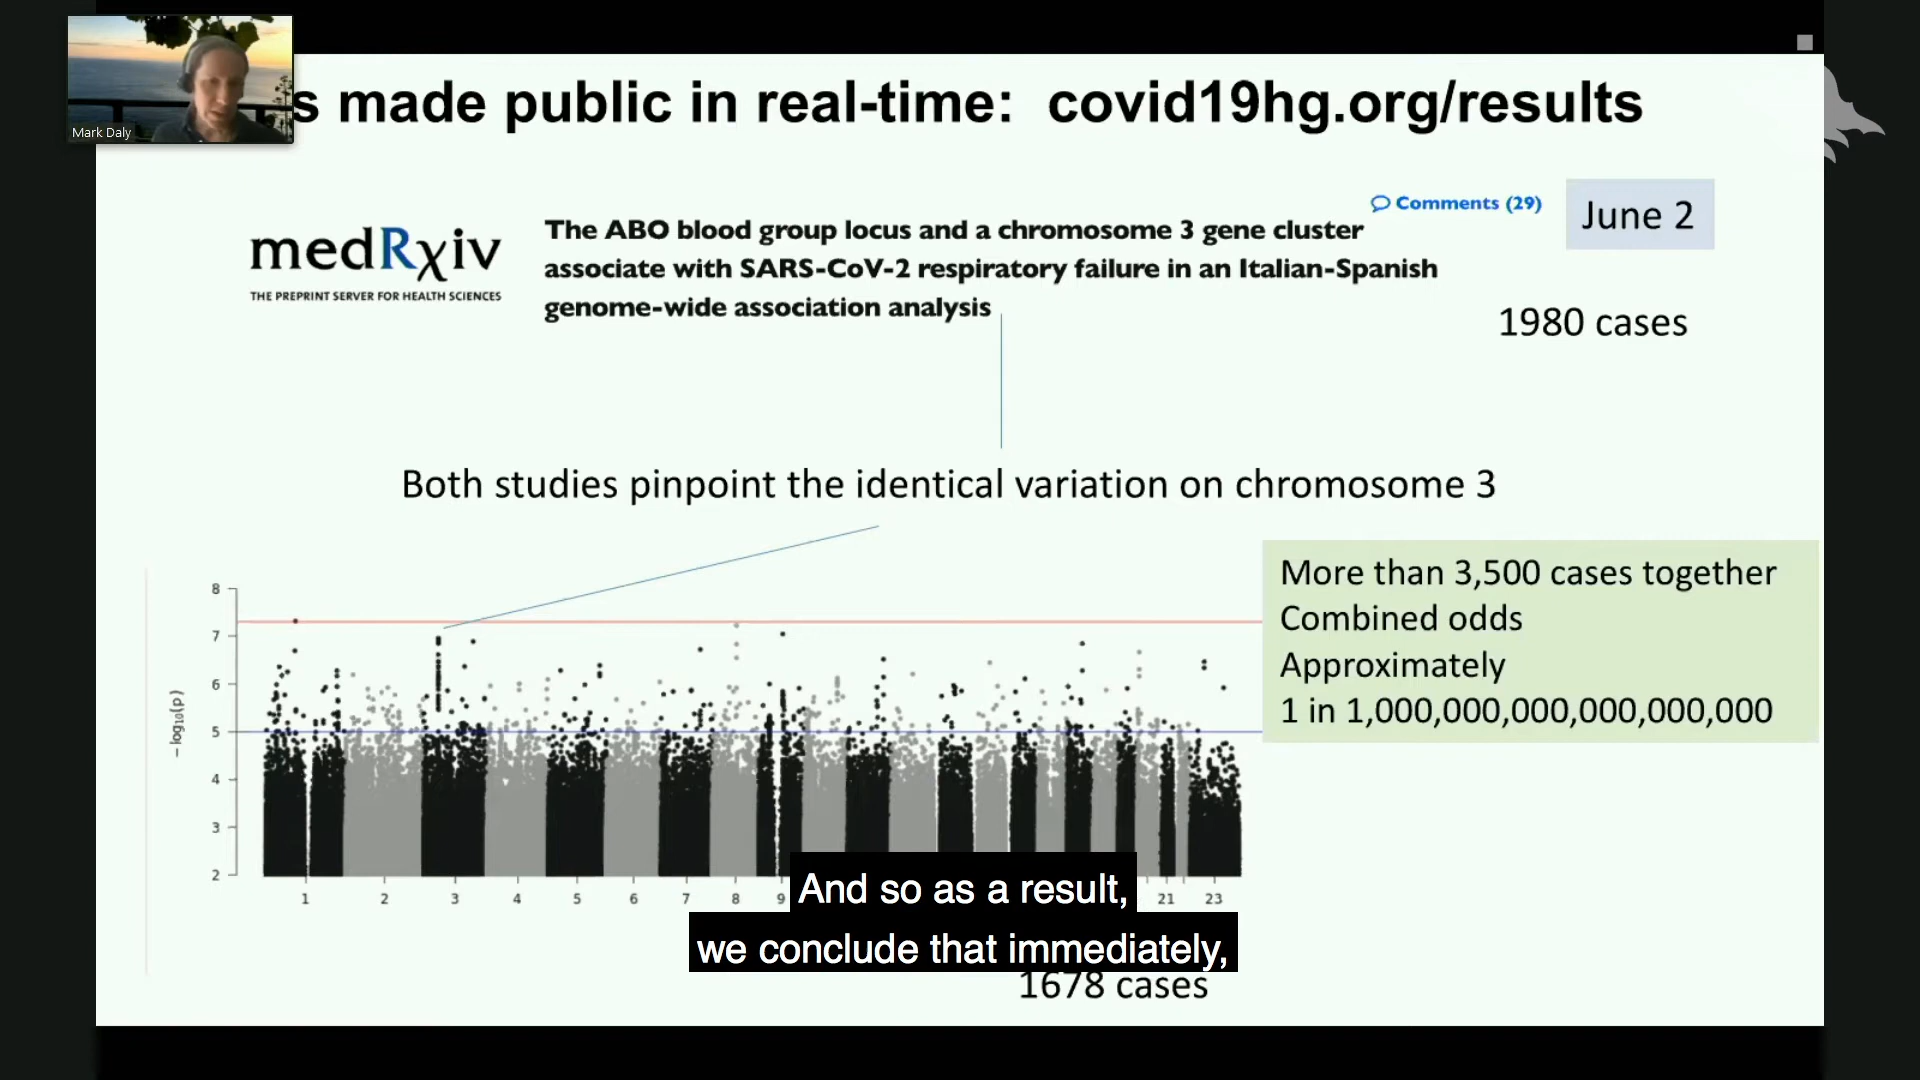 Mark Daly
s made public in real-time: covid19hg.org/results
Comments (29)
June 2
medRχiv
THE PREPRINT SERVER FOR HEALTH SCIENCES
The ABO blood group locus and a chromosome 3 gene cluster
associate with SARS-CoV-2 respiratory failure in an Italian-Spanish
genome-wide association analysis
1980 cases
Both studies pinpoint the identical variation on chromosome 3
More than 3,500 cases together
Combined odds
Approximately
1 in 1,000,000,000,000,000,000
8
7
6
5
4
3
2
−log10(p)
1 2 3 4 5 6 7 8 9 21 23
And so as a result,
we conclude that immediately,
1678 cases